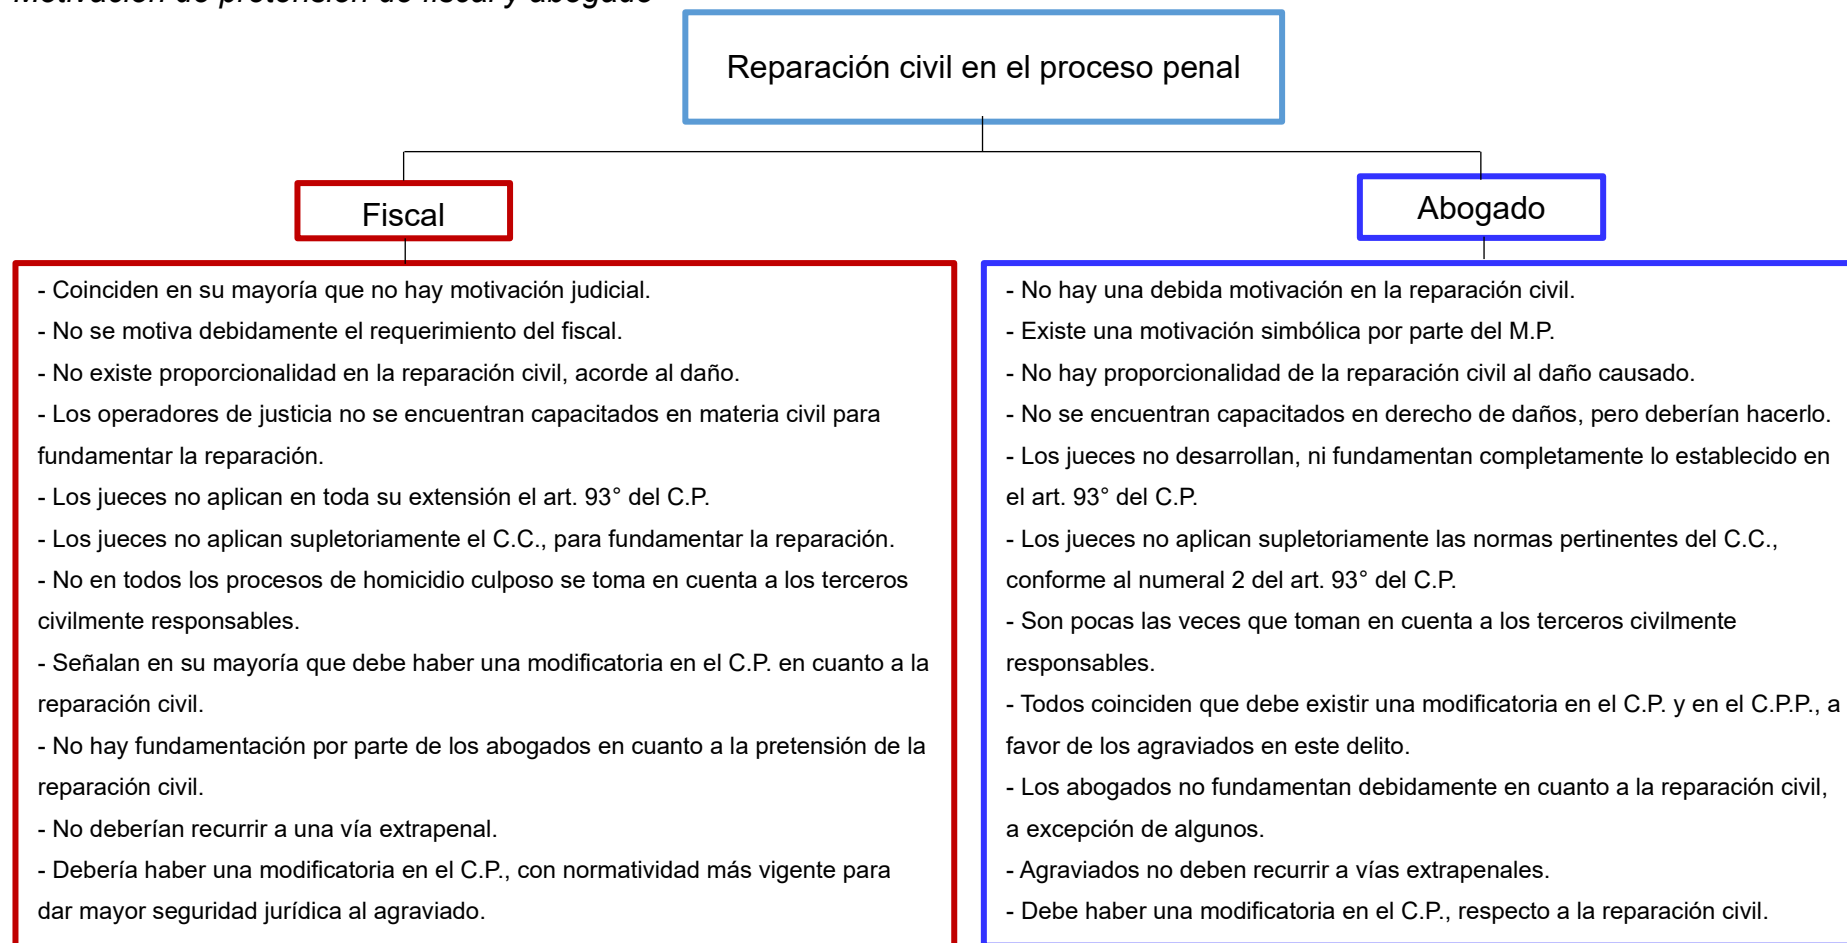 Motivación de pretensión de fiscal y abogado
Reparación civil en el proceso penal
Fiscal
Abogado
- Coinciden en su mayoría que no hay motivación judicial.
- No se motiva debidamente el requerimiento del fiscal.
- No existe proporcionalidad en la reparación civil, acorde al daño.
- Los operadores de justicia no se encuentran capacitados en materia civil para
fundamentar la reparación.
- Los jueces no aplican en toda su extensión el art. 93° del C.P.
- Los jueces no aplican supletoriamente el C.C., para fundamentar la reparación.
- No en todos los procesos de homicidio culposo se toma en cuenta a los terceros
civilmente responsables.
- Señalan en su mayoría que debe haber una modificatoria en el C.P. en cuanto a la
reparación civil.
- No hay fundamentación por parte de los abogados en cuanto a la pretensión de la
reparación civil.
- No deberían recurrir a una vía extrapenal.
- Debería haber una modificatoria en el C.P., con normatividad más vigente para
dar mayor seguridad jurídica al agraviado.
- No hay una debida motivación en la reparación civil.
- Existe una motivación simbólica por parte del M.P.
- No hay proporcionalidad de la reparación civil al daño causado.
- No se encuentran capacitados en derecho de daños, pero deberían hacerlo.
- Los jueces no desarrollan, ni fundamentan completamente lo establecido en
el art. 93° del C.P.
- Los jueces no aplican supletoriamente las normas pertinentes del C.C.,
conforme al numeral 2 del art. 93° del C.P.
- Son pocas las veces que toman en cuenta a los terceros civilmente
responsables.
- Todos coinciden que debe existir una modificatoria en el C.P. y en el C.P.P., a
favor de los agraviados en este delito.
- Los abogados no fundamentan debidamente en cuanto a la reparación civil,
a excepción de algunos.
- Agraviados no deben recurrir a vías extrapenales.
- Debe haber una modificatoria en el C.P., respecto a la reparación civil.